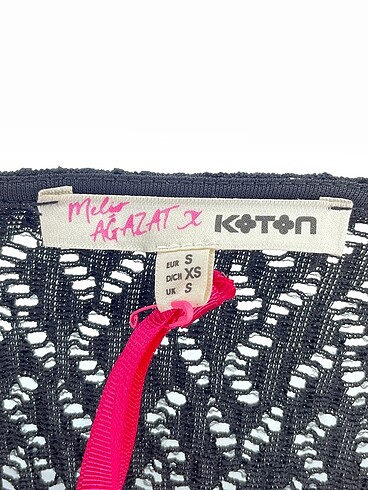 Melis
AĞAZAT X KOTON
EUR S
D/CH XS
UK S